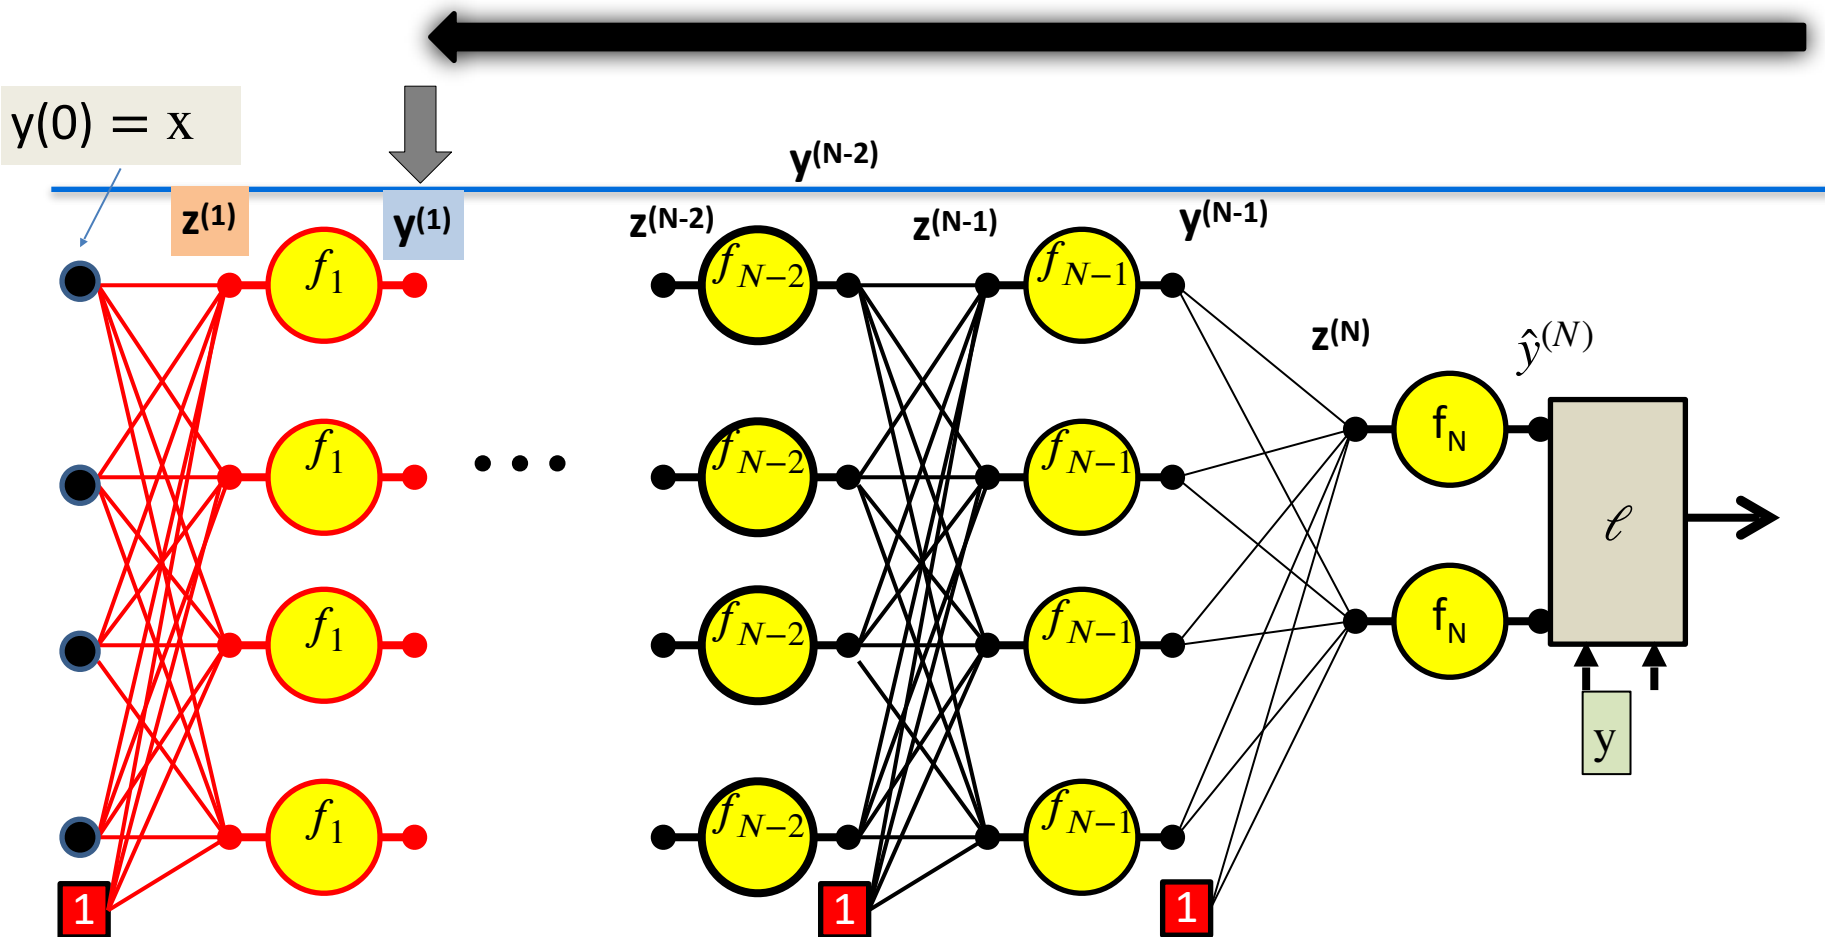 y(0) = x
y(N-2)
z(1)
y(1)
z(N-2)
z(N-1)
y(N-1)
f1
fN−2
fN−1
z(N)
ŷ(N)
fN
f1
fN−2
fN−1
• • •
ℓ
f1
fN−2
fN−1
fN
y
f1
fN−2
fN−1
1
1
1